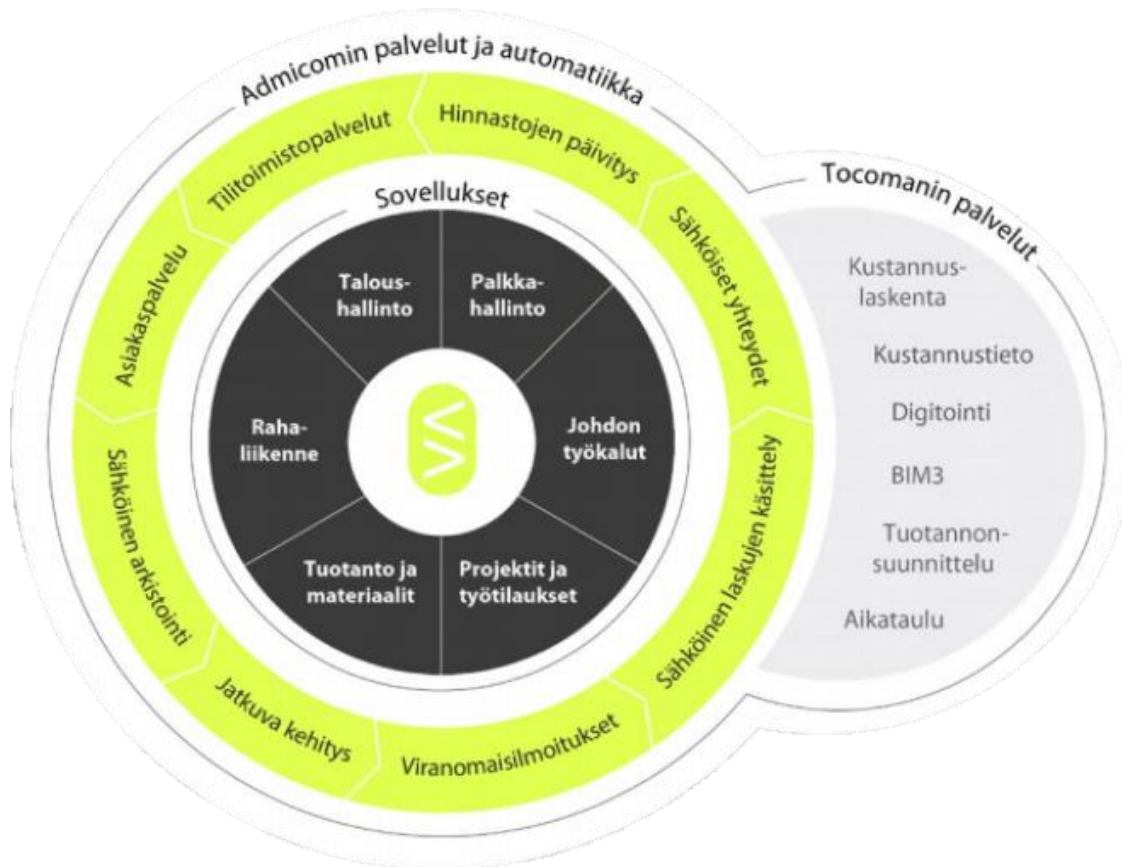 Admicomin palvelut ja automatiikka
Tilitoimistopalvelut
Hinnastojen päivitys
Sähköiset yhteydet
Sähköinen laskujen käsittely
Viranomaisilmoitukset
Jatkuva kehitys
Sähköinen arkistointi
Asiakaspalvelu
Sovellukset
Talous-
hallinto
Palkka-
hallinto
Johdon
työkalut
Projektit ja
työtilaukset
Tuotanto ja
materiaalit
Raha-
liikenne
Tocomanin palvelut
Kustannus-
laskenta
Kustannustieto
Digitointi
BIM3
Tuotannon-
suunnittelu
Aikataulu